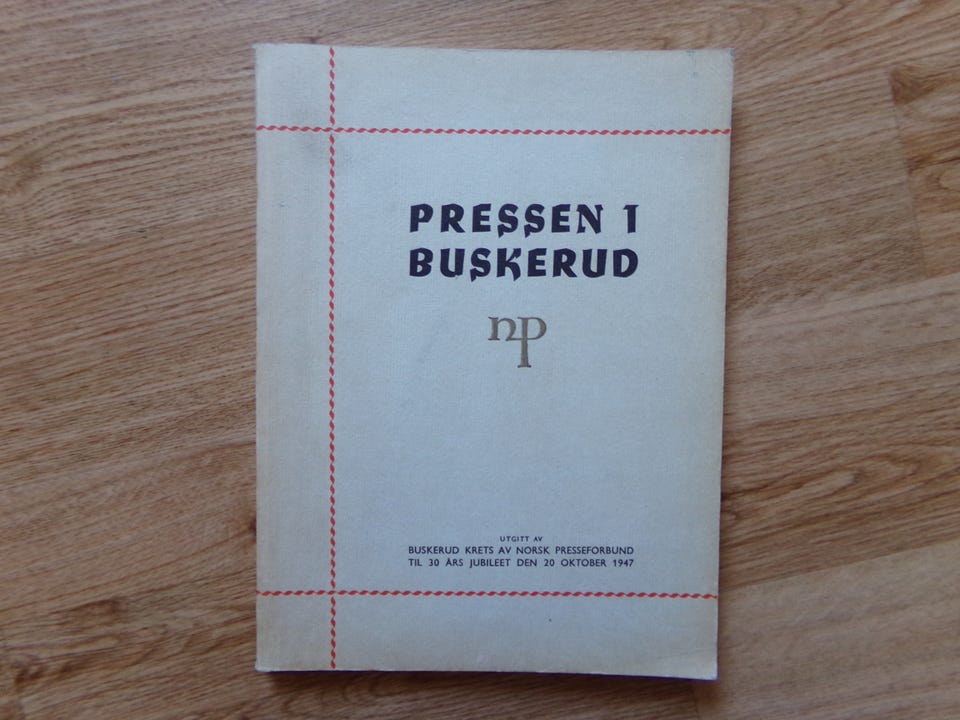 PRESSEN I
BUSKERUD
np
UTGITT AV
BUSKERUD KRETS AV NORSK PRESSEFORBUND
TIL 30 ÅRS JUBILEET DEN 20 OKTOBER 1947